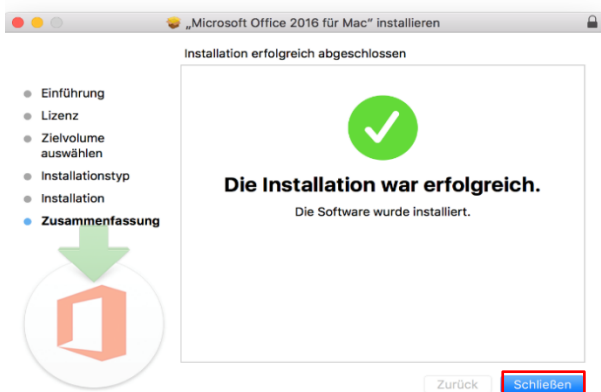 „Microsoft Office 2016 für Mac“ installieren
Installation erfolgreich abgeschlossen
Einführung
Lizenz
Zielvolume
auswählen
Installationstyp
Installation
Zusammenfassung
Die Installation war erfolgreich.
Die Software wurde installiert.
Zurück
Schließen